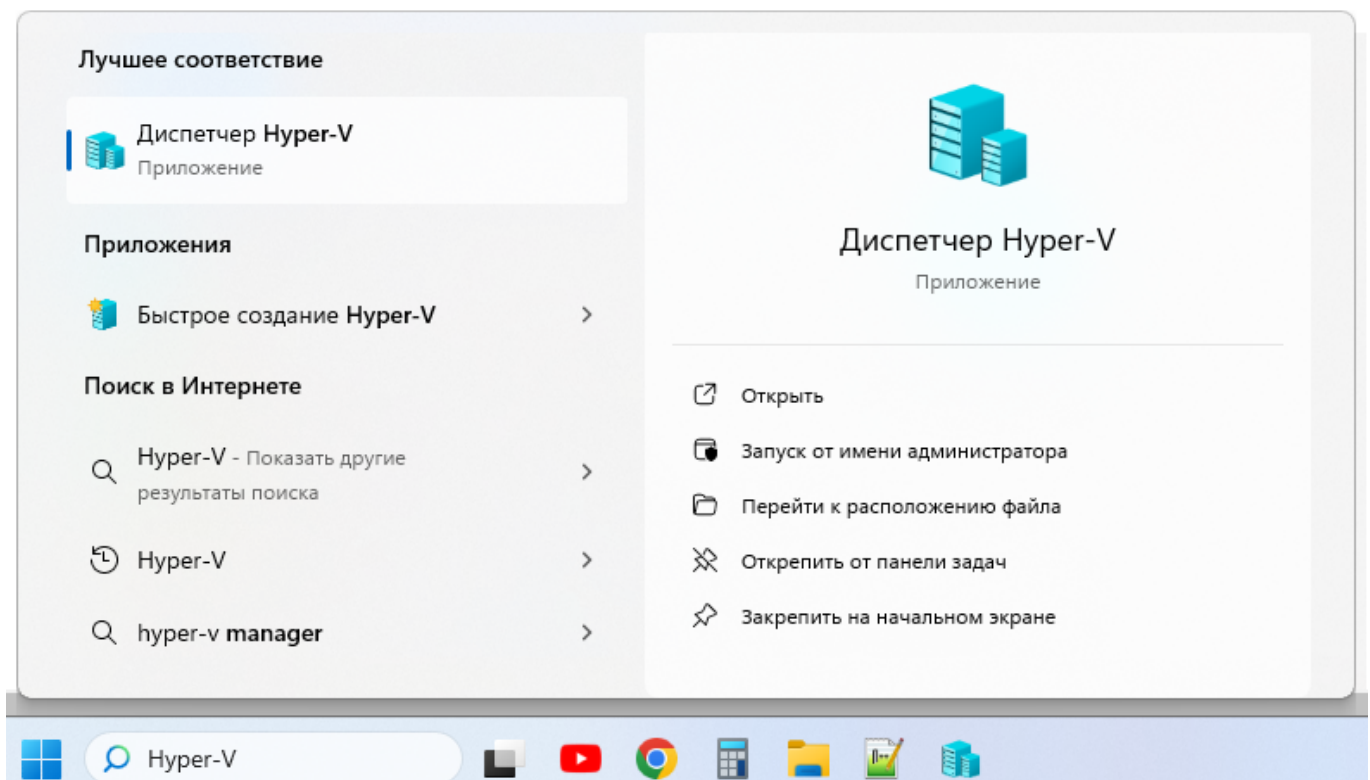 Лучшее соответствие
Диспетчер Hyper-V
Приложение
Приложения
Быстрое создание Hyper-V
Поиск в Интернете
Hyper-V - Показать другие
результаты поиска
Hyper-V
hyper-v manager
Диспетчер Hyper-V
Приложение
Открыть
Запуск от имени администратора
Перейти к расположению файла
Открепить от панели задач
Закрепить на начальном экране
Hyper-V